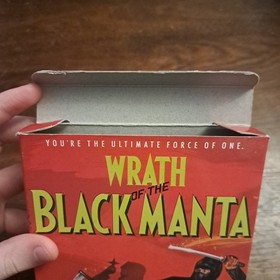 YOU'RE THE ULTIMATE FORCE OF ONE.
WRATH
OF THE
BLACK MANTA